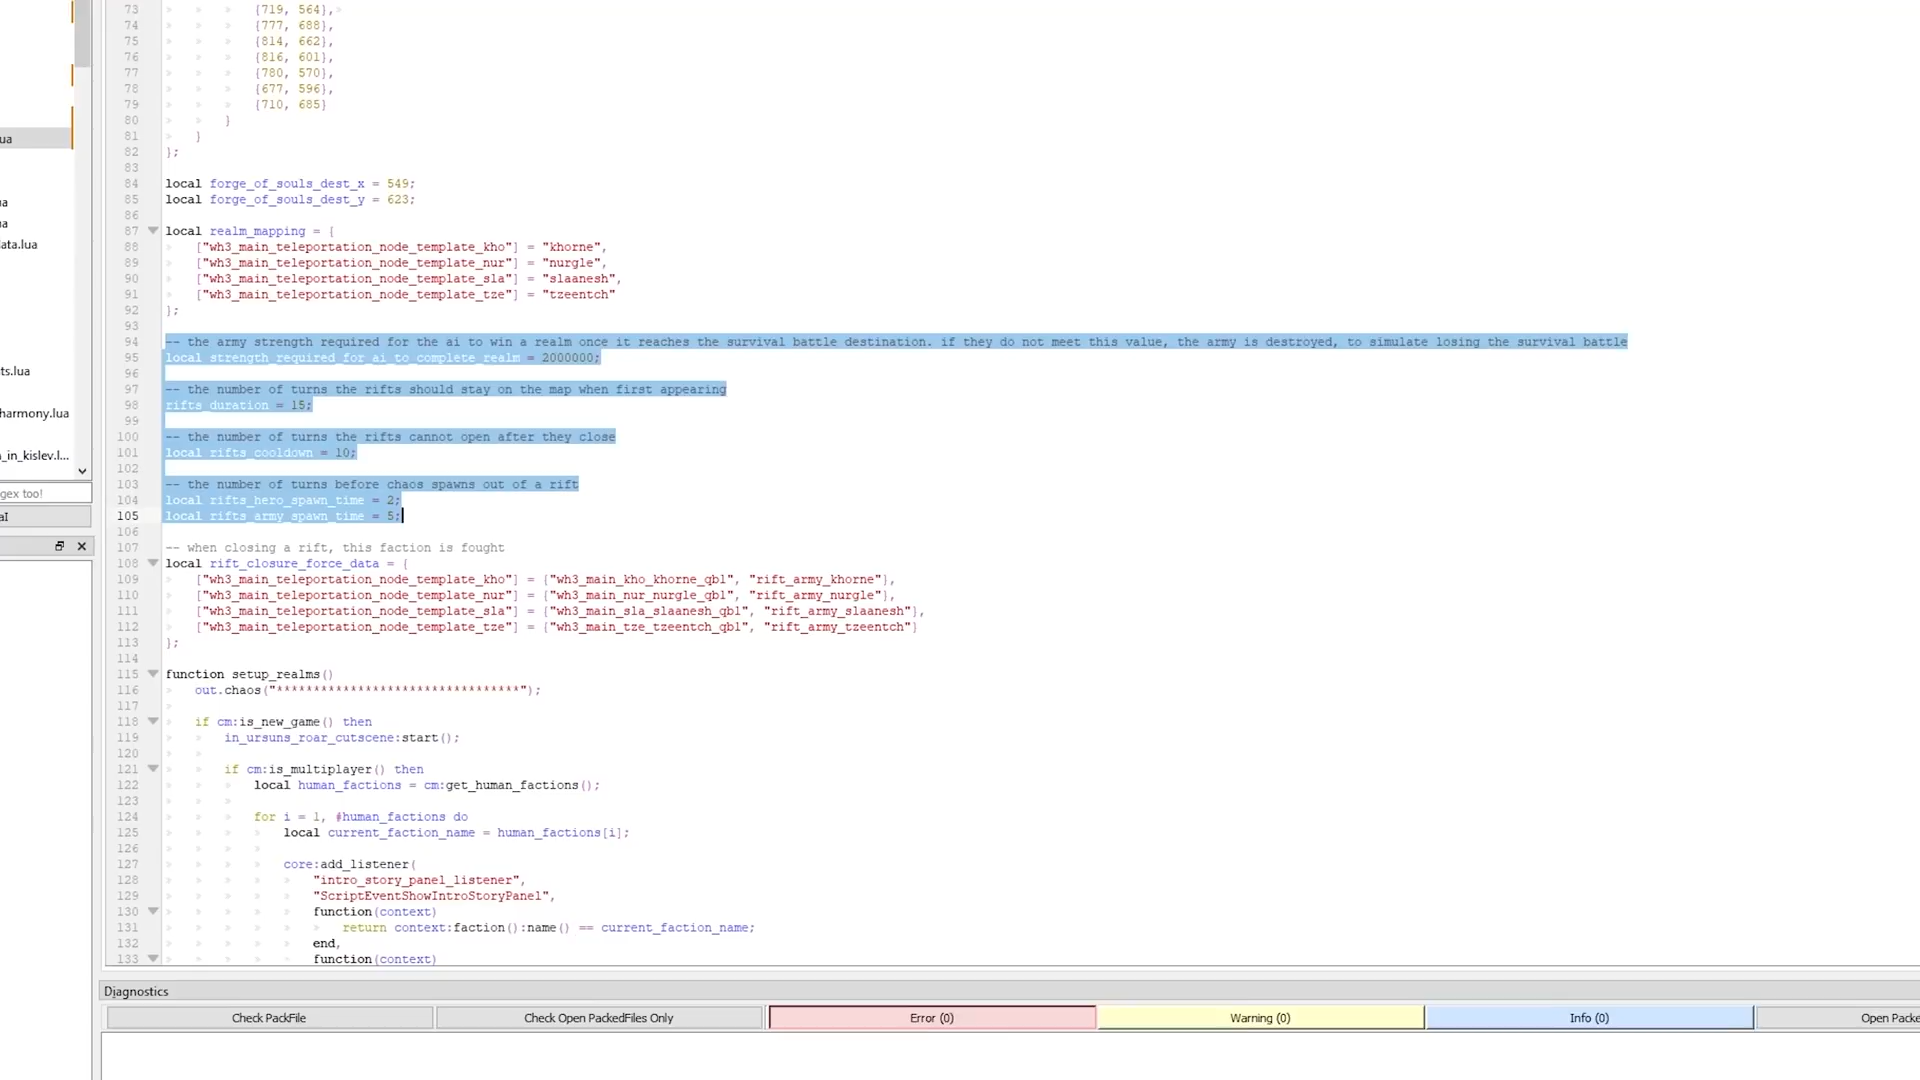 73 {719, 564},
74 {777, 688},
75 {814, 662},
76 {816, 601},
77 {780, 570},
78 {677, 596},
79 {710, 685}
80 }
81 }
82 };
83
84 local forge_of_souls_dest_x = 549;
85 local forge_of_souls_dest_y = 623;
86
87 local realm_mapping = {
88 ["wh3_main_teleportation_node_template_kho"] = "khorne",
89 ["wh3_main_teleportation_node_template_nur"] = "nurgle",
90 ["wh3_main_teleportation_node_template_sla"] = "slaanesh",
91 ["wh3_main_teleportation_node_template_tze"] = "tzeentch"
92 };
93
94 -- the army strength required for the ai to win a realm once it reaches the survival battle destination. if they do not meet this value, the army is destroyed, to simulate losing the survival battle
95 local strength_required_for_ai_to_complete_realm = 2000000;
96
97 -- the number of turns the rifts should stay on the map when first appearing
98 rifts_duration = 15;
99
100 -- the number of turns the rifts cannot open after they close
101 local rifts_cooldown = 10;
102
103 -- the number of turns before chaos spawns out of a rift
104 local rifts_hero_spawn_time = 2;
105 local rifts_army_spawn_time = 5;
106
107 -- when closing a rift, this faction is fought
108 local rift_closure_force_data = {
109 ["wh3_main_teleportation_node_template_kho"] = {"wh3_main_kho_khorne_qb1", "rift_army_khorne"},
110 ["wh3_main_teleportation_node_template_nur"] = {"wh3_main_nur_nurgle_qb1", "rift_army_nurgle"},
111 ["wh3_main_teleportation_node_template_sla"] = {"wh3_main_sla_slaanesh_qb1", "rift_army_slaanesh"},
112 ["wh3_main_teleportation_node_template_tze"] = {"wh3_main_tze_tzeentch_qb1", "rift_army_tzeentch"}
113 };
114
115 function setup_realms()
116 out.chaos("*********************************");
117
118 if cm:is_new_game() then
119 in_ursuns_roar_cutscene:start();
120
121 if cm:is_multiplayer() then
122 local human_factions = cm:get_human_factions();
123
124 for i = 1, #human_factions do
125 local current_faction_name = human_factions[i];
126
127 core:add_listener(
128 "intro_story_panel_listener",
129 "ScriptEventShowIntroStoryPanel",
130 function(context)
131 return context:faction():name() == current_faction_name;
132 end,
133 function(context)
ua
ua
a
ata.lua
ts.lua
harmony.lua
_in_kislev.l...
gex too!
aI
Diagnostics
Check PackFile
Check Open PackedFiles Only
Error (0)
Warning (0)
Info (0)
Open Packe